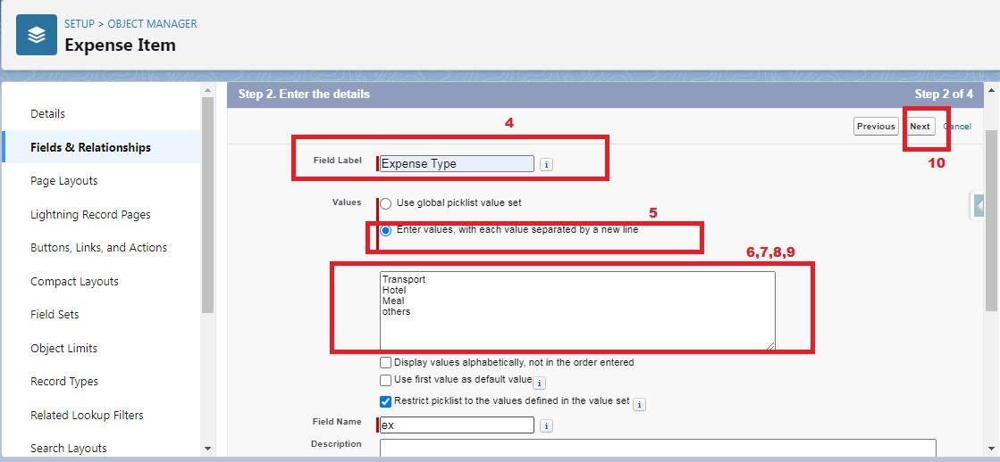 SETUP > OBJECT MANAGER
Expense Item
Details
Fields & Relationships
Page Layouts
Lightning Record Pages
Buttons, Links, and Actions
Compact Layouts
Field Sets
Object Limits
Record Types
Related Lookup Filters
Search Layouts
Step 2. Enter the details Step 2 of 4
4
Previous Next Cancel
10
Field Label Expense Type i
Values Use global picklist value set
5
Enter values, with each value separated by a new line
6,7,8,9
Transport
Hotel
Meal
others
Display values alphabetically, not in the order entered
Use first value as default value i
Restrict picklist to the values defined in the value set i
Field Name ex i
Description